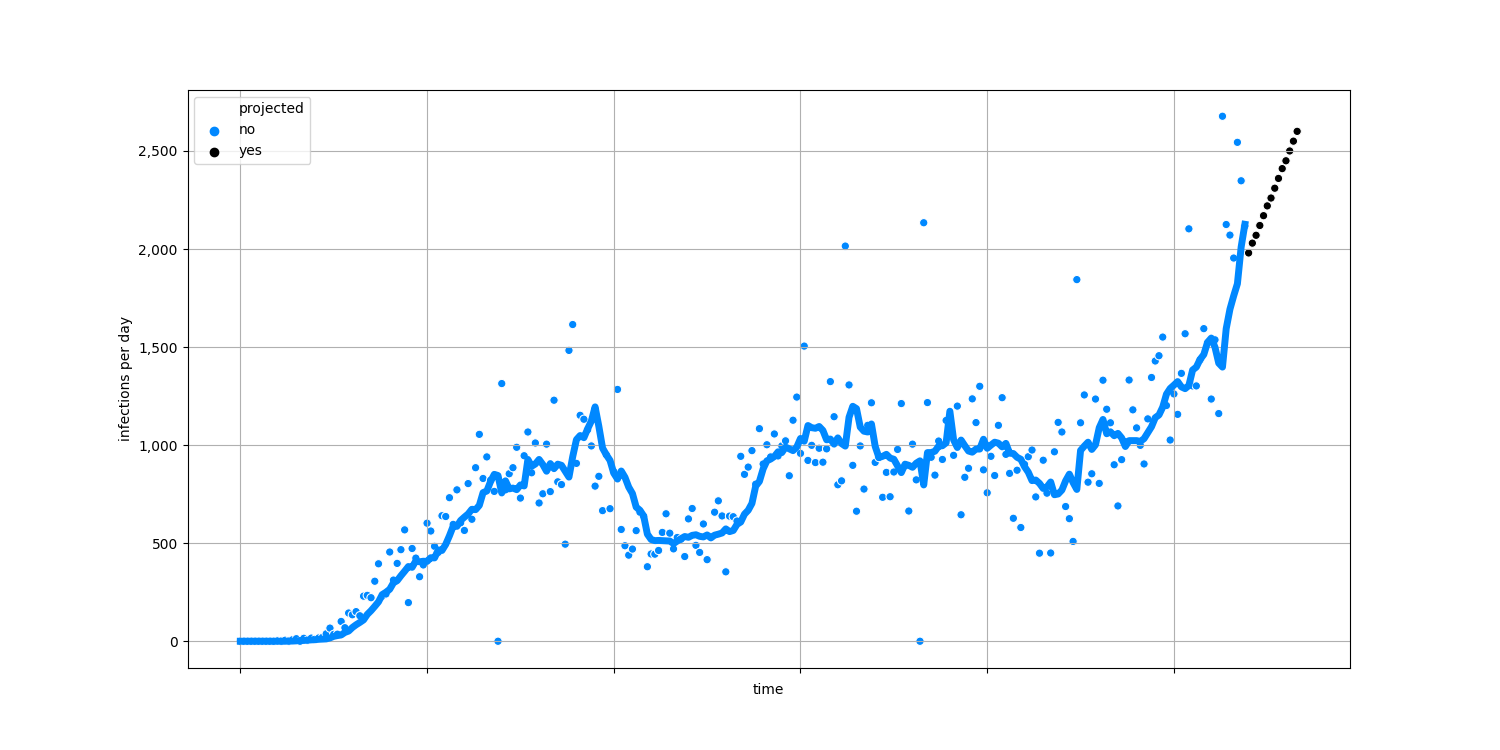 projected
no
yes
2,500
2,000
1,500
1,000
500
0
infections per day
time